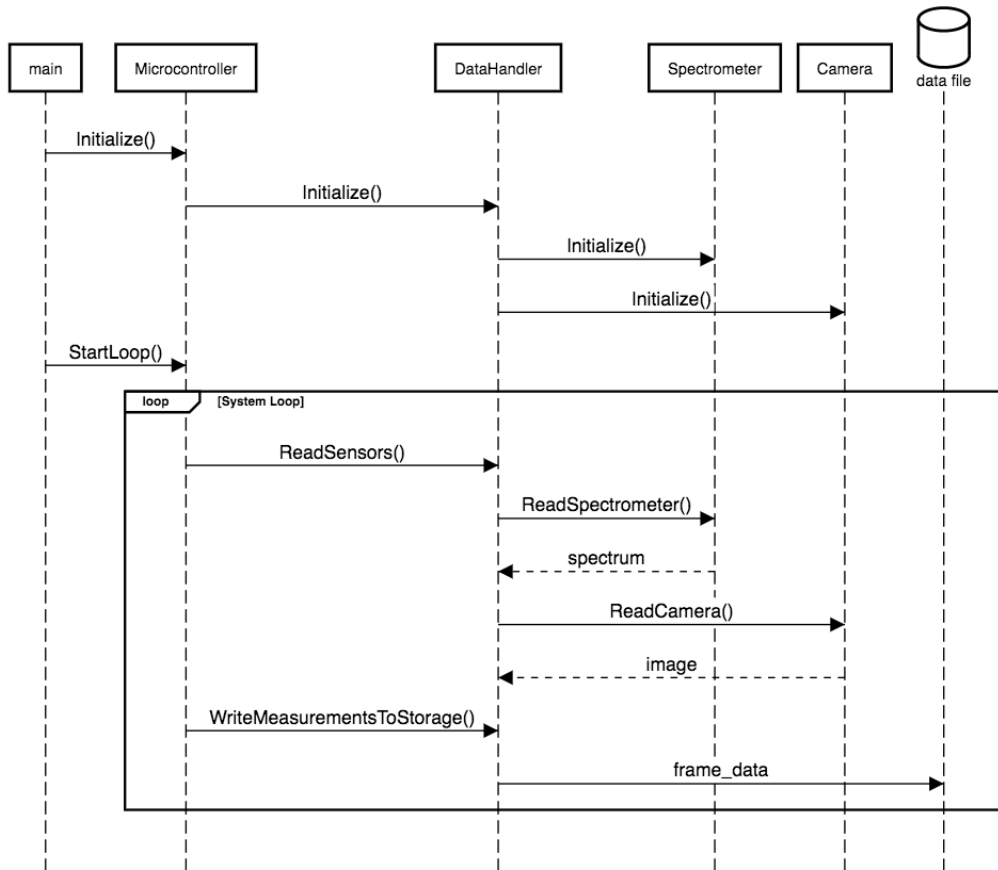 main
Microcontroller
DataHandler
Spectrometer
Camera
data file
Initialize()
Initialize()
Initialize()
Initialize()
StartLoop()
loop
[System Loop]
ReadSensors()
ReadSpectrometer()
spectrum
ReadCamera()
image
WriteMeasurementsToStorage()
frame_data